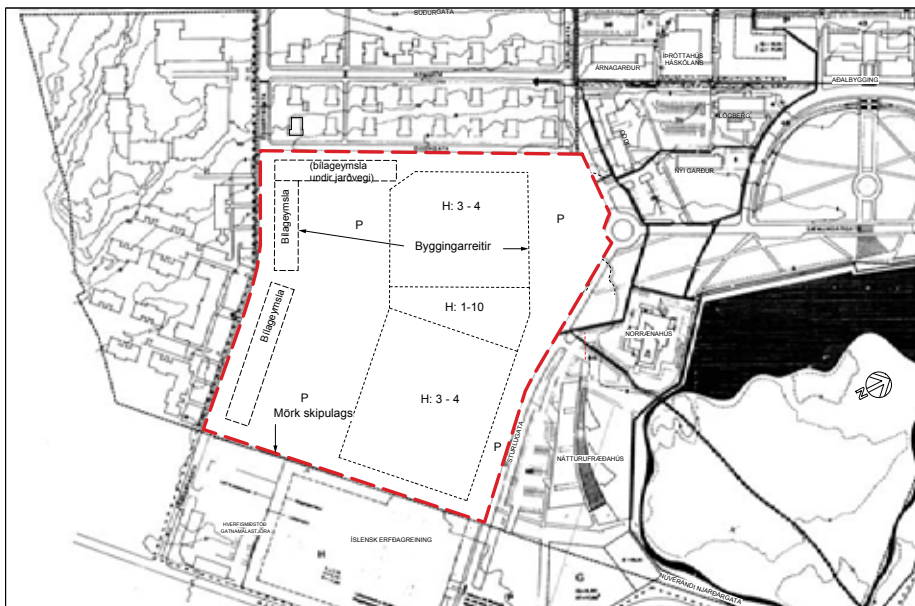 SUÐURGATA
ÁRNAGARÐUR
ÍÞRÓTTAHÚS
HÁSKÓLANS
AÐALBYGGING
ODDI
LÖGBERG
NÝI GARÐUR
(bílageymsla
undir jarðvegi)
Bílageymsla
P
H: 3 - 4
P
Byggingarreitir
H: 1-10
Bílageymsla
NORRÆNAHÚS
H: 3 - 4
P
Mörk skipulags
P
STURLUGATA
NÁTTURUFRÆÐAHÚS
N
HVERFISMIÐSTÖÐ
GATNAMÁLASTJÓRA
ÍSLENSK ERFÐAGREINING
H
G
NÚVERANDI NJARÐARGATA